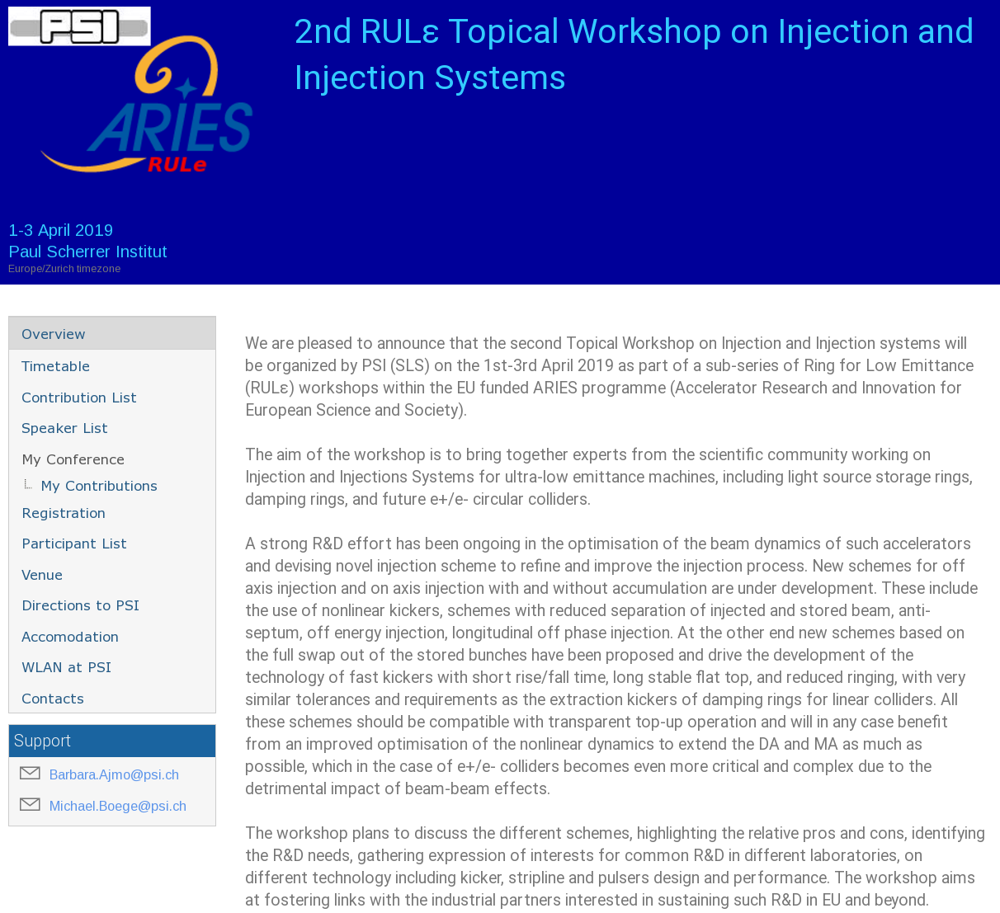 PSI
ARIES
RULe
2nd RULε Topical Workshop on Injection and
Injection Systems
1-3 April 2019
Paul Scherrer Institut
Europe/Zurich timezone
Overview
Timetable
Contribution List
Speaker List
My Conference
My Contributions
Registration
Participant List
Venue
Directions to PSI
Accomodation
WLAN at PSI
Contacts
Support
Barbara.Ajmo@psi.ch
Michael.Boege@psi.ch
We are pleased to announce that the second Topical Workshop on Injection and Injection systems will
be organized by PSI (SLS) on the 1st-3rd April 2019 as part of a sub-series of Ring for Low Emittance
(RULε) workshops within the EU funded ARIES programme (Accelerator Research and Innovation for
European Science and Society).
The aim of the workshop is to bring together experts from the scientific community working on
Injection and Injections Systems for ultra-low emittance machines, including light source storage rings,
damping rings, and future e+/e- circular colliders.
A strong R&D effort has been ongoing in the optimisation of the beam dynamics of such accelerators
and devising novel injection scheme to refine and improve the injection process. New schemes for off
axis injection and on axis injection with and without accumulation are under development. These include
the use of nonlinear kickers, schemes with reduced separation of injected and stored beam, anti-
septum, off energy injection, longitudinal off phase injection. At the other end new schemes based on
the full swap out of the stored bunches have been proposed and drive the development of the
technology of fast kickers with short rise/fall time, long stable flat top, and reduced ringing, with very
similar tolerances and requirements as the extraction kickers of damping rings for linear colliders. All
these schemes should be compatible with transparent top-up operation and will in any case benefit
from an improved optimisation of the nonlinear dynamics to extend the DA and MA as much as
possible, which in the case of e+/e- colliders becomes even more critical and complex due to the
detrimental impact of beam-beam effects.
The workshop plans to discuss the different schemes, highlighting the relative pros and cons, identifying
the R&D needs, gathering expression of interests for common R&D in different laboratories, on
different technology including kicker, stripline and pulsers design and performance. The workshop aims
at fostering links with the industrial partners interested in sustaining such R&D in EU and beyond.